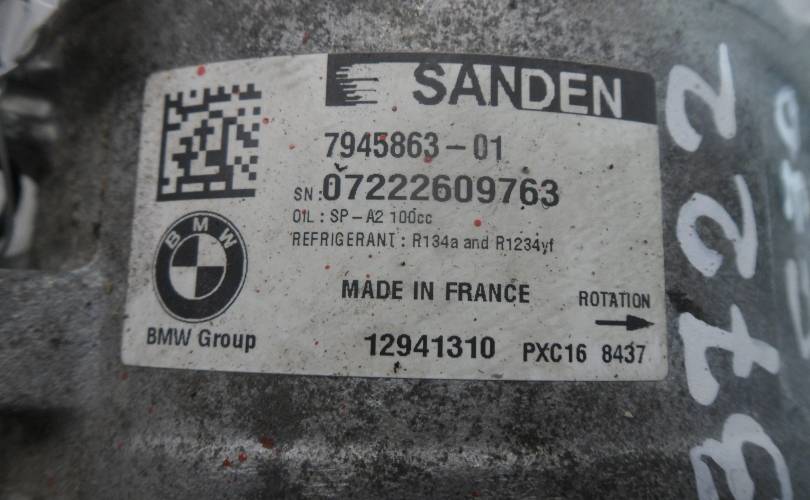 SANDEN
7945863-01
SN:07222609763
OIL : SP-A2 100cc
REFRIGERANT : R134a and R1234yf
BMW
BMW Group
MADE IN FRANCE
ROTATION
12941310 PXC16 8437
B722